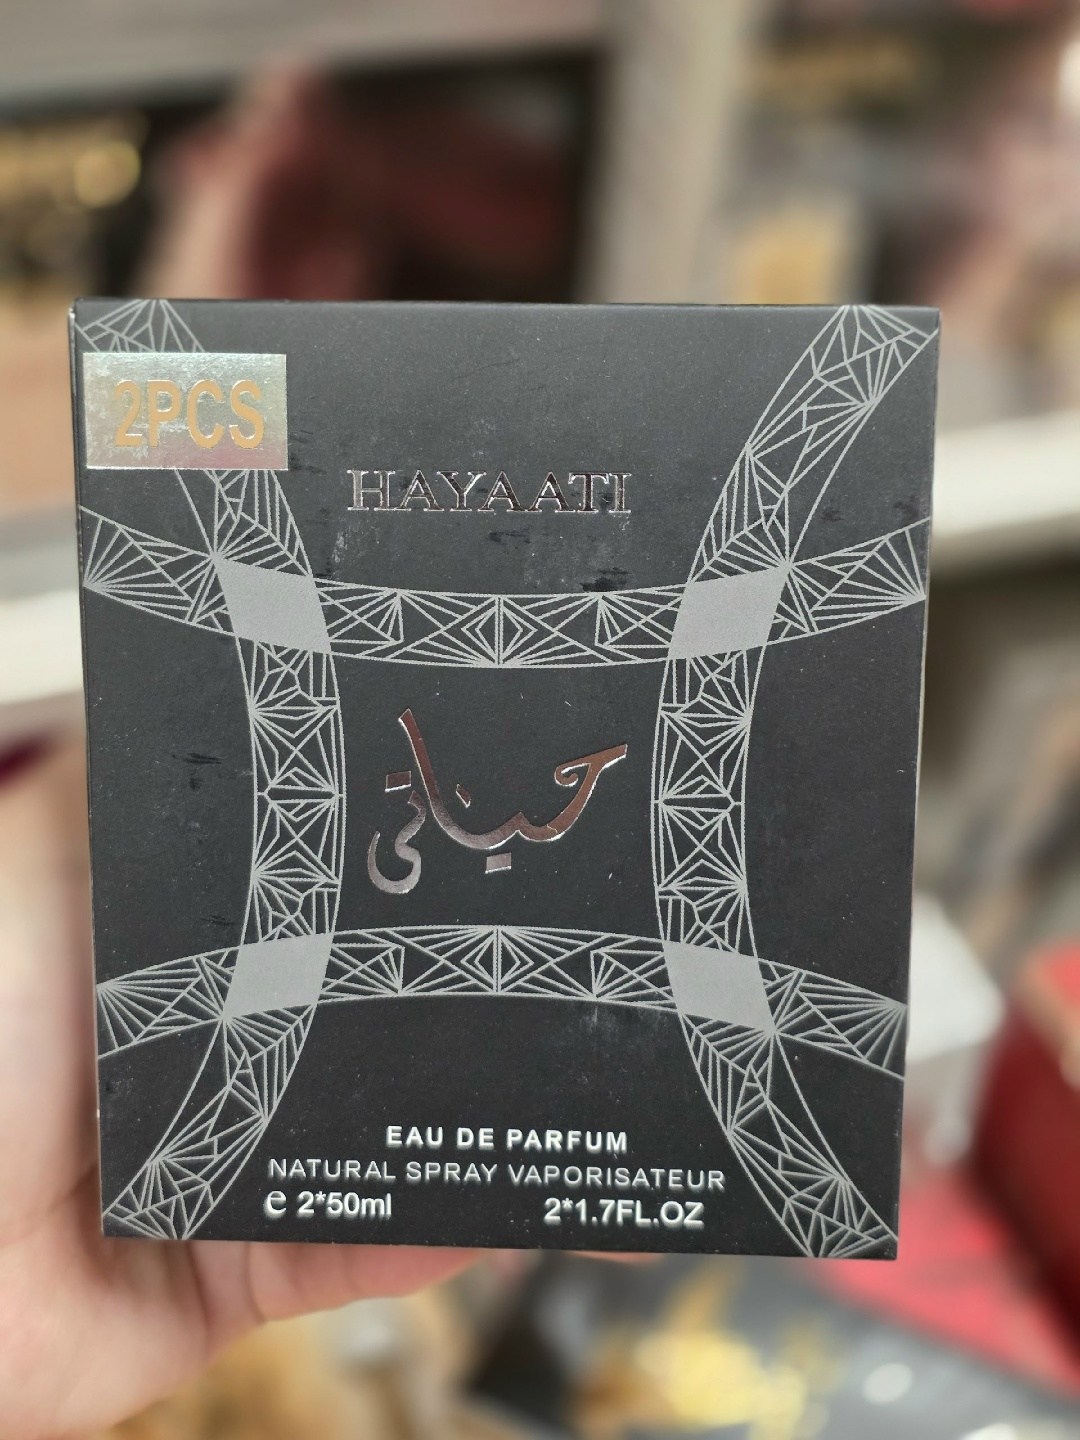 2PCS
HAYAATI
حياتي
EAU DE PARFUM
NATURAL SPRAY VAPORISATEUR
e 2*50ml 2*1.7FL.OZ